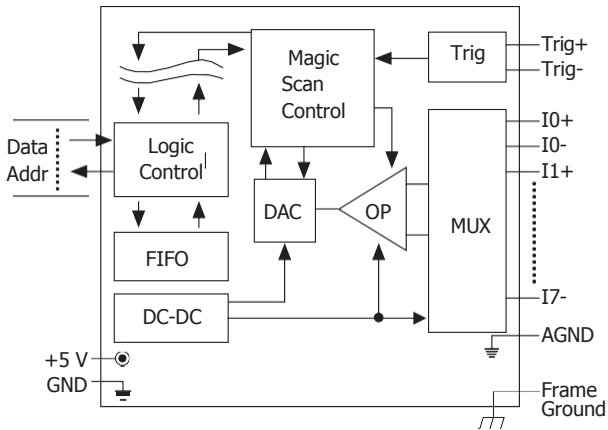 Magic
Scan
Control
Trig
Trig+
Trig-
Data
Addr
Logic
Control
I0+
I0-
I1+
DAC
OP
MUX
FIFO
DC-DC
I7-
AGND
+5 V
GND
Frame
Ground